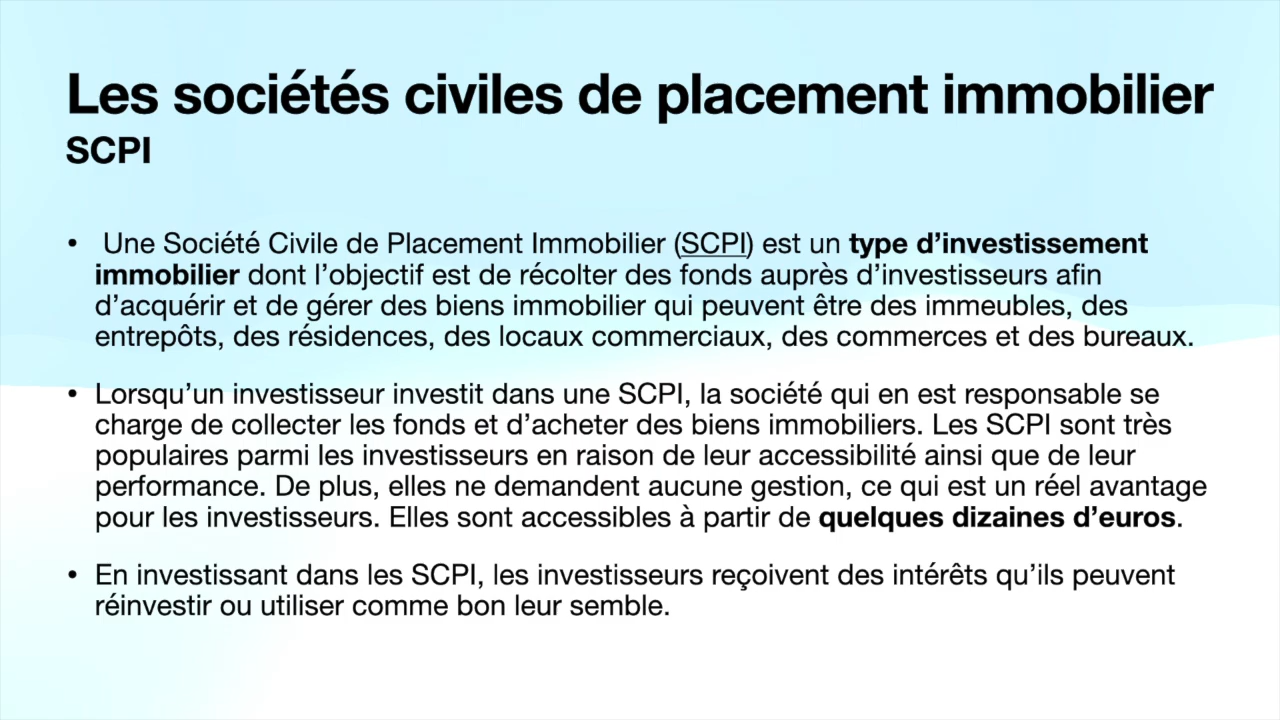 Les sociétés civiles de placement immobilier
SCPI
• Une Société Civile de Placement Immobilier (SCPI) est un type d’investissement
immobilier dont l’objectif est de récolter des fonds auprès d’investisseurs afin
d’acquérir et de gérer des biens immobilier qui peuvent être des immeubles, des
entrepôts, des résidences, des locaux commerciaux, des commerces et des bureaux.
• Lorsqu’un investisseur investit dans une SCPI, la société qui en est responsable se
charge de collecter les fonds et d’acheter des biens immobiliers. Les SCPI sont très
populaires parmi les investisseurs en raison de leur accessibilité ainsi que de leur
performance. De plus, elles ne demandent aucune gestion, ce qui est un réel avantage
pour les investisseurs. Elles sont accessibles à partir de quelques dizaines d’euros.
• En investissant dans les SCPI, les investisseurs reçoivent des intérêts qu’ils peuvent
réinvestir ou utiliser comme bon leur semble.